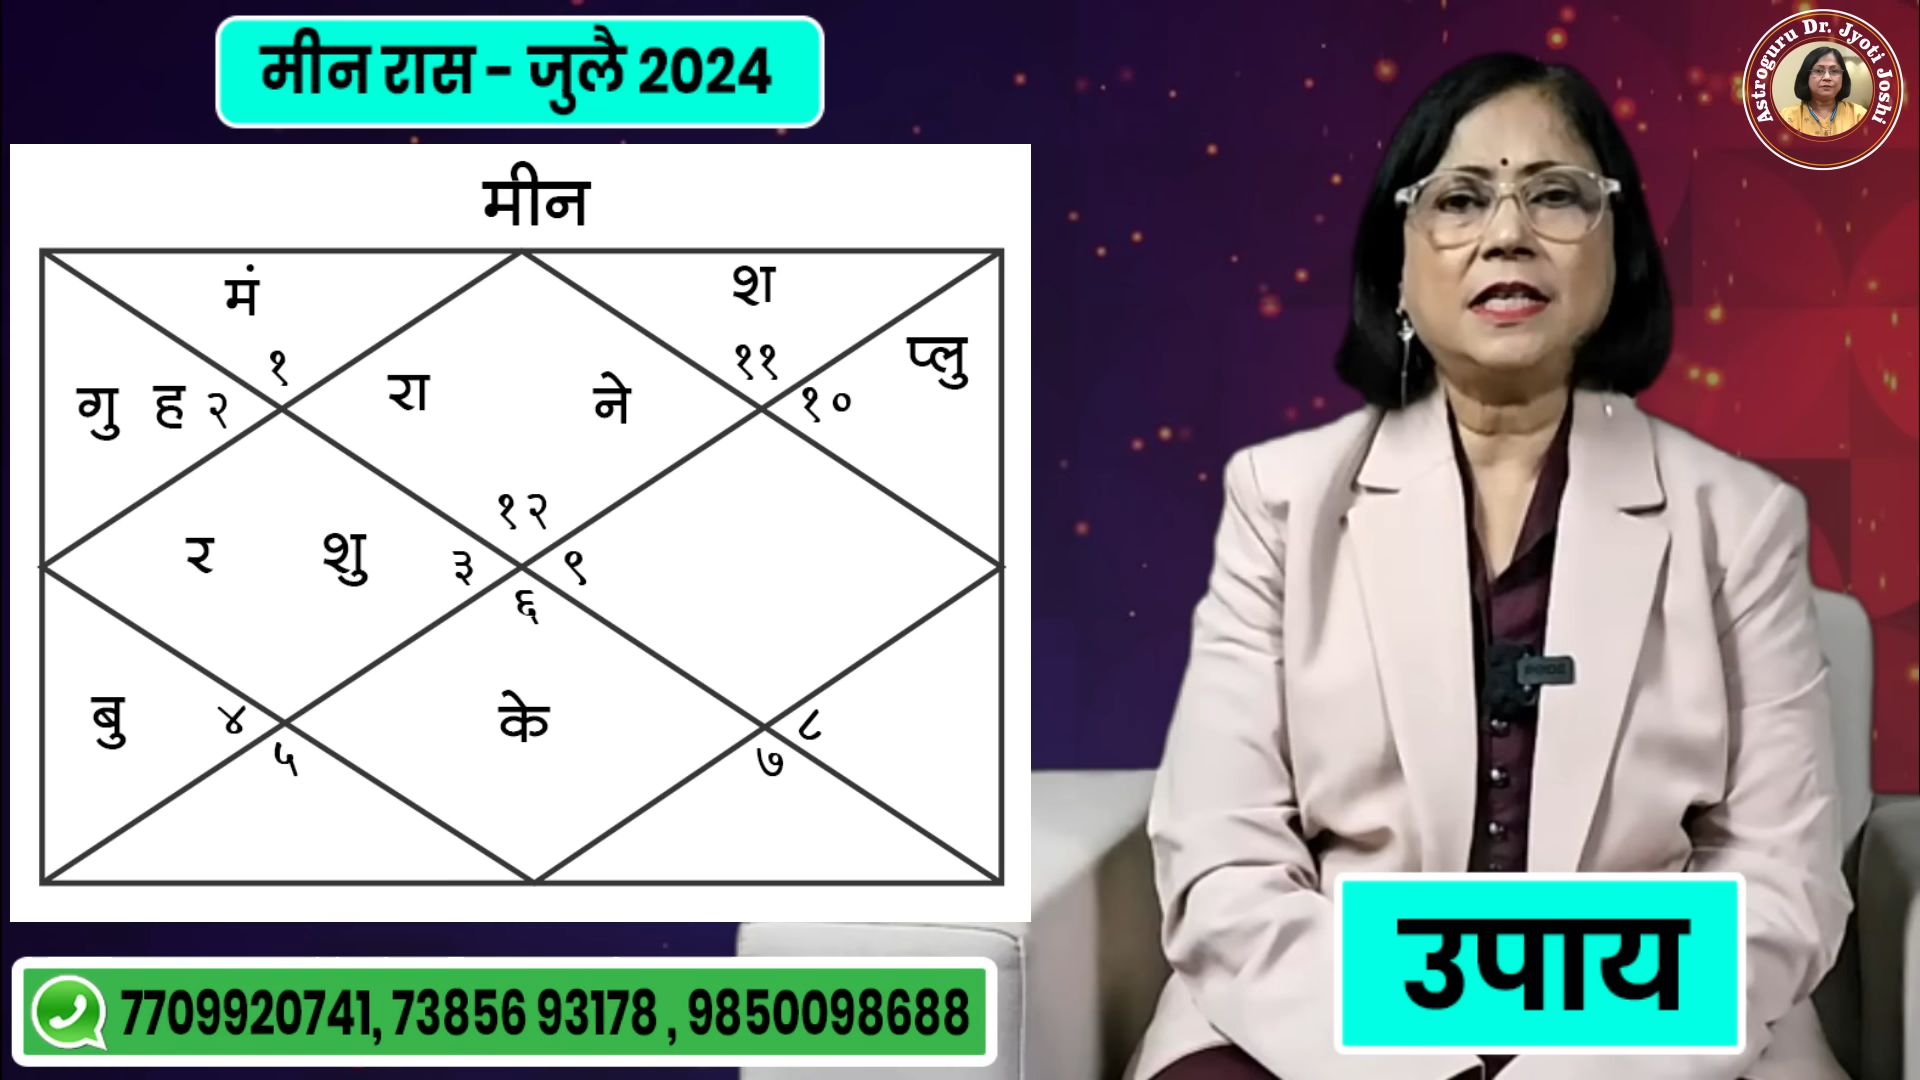 मीन रास - जुलै 2024
Astroguru Dr. Jyoti Joshi
मीन
मं
श
१
११
प्लु
गु ह २
रा
ने
१०
१२
र शु ३
९
६
बु ४
५
के
८
७
7709920741, 73856 93178 , 9850098688
उपाय